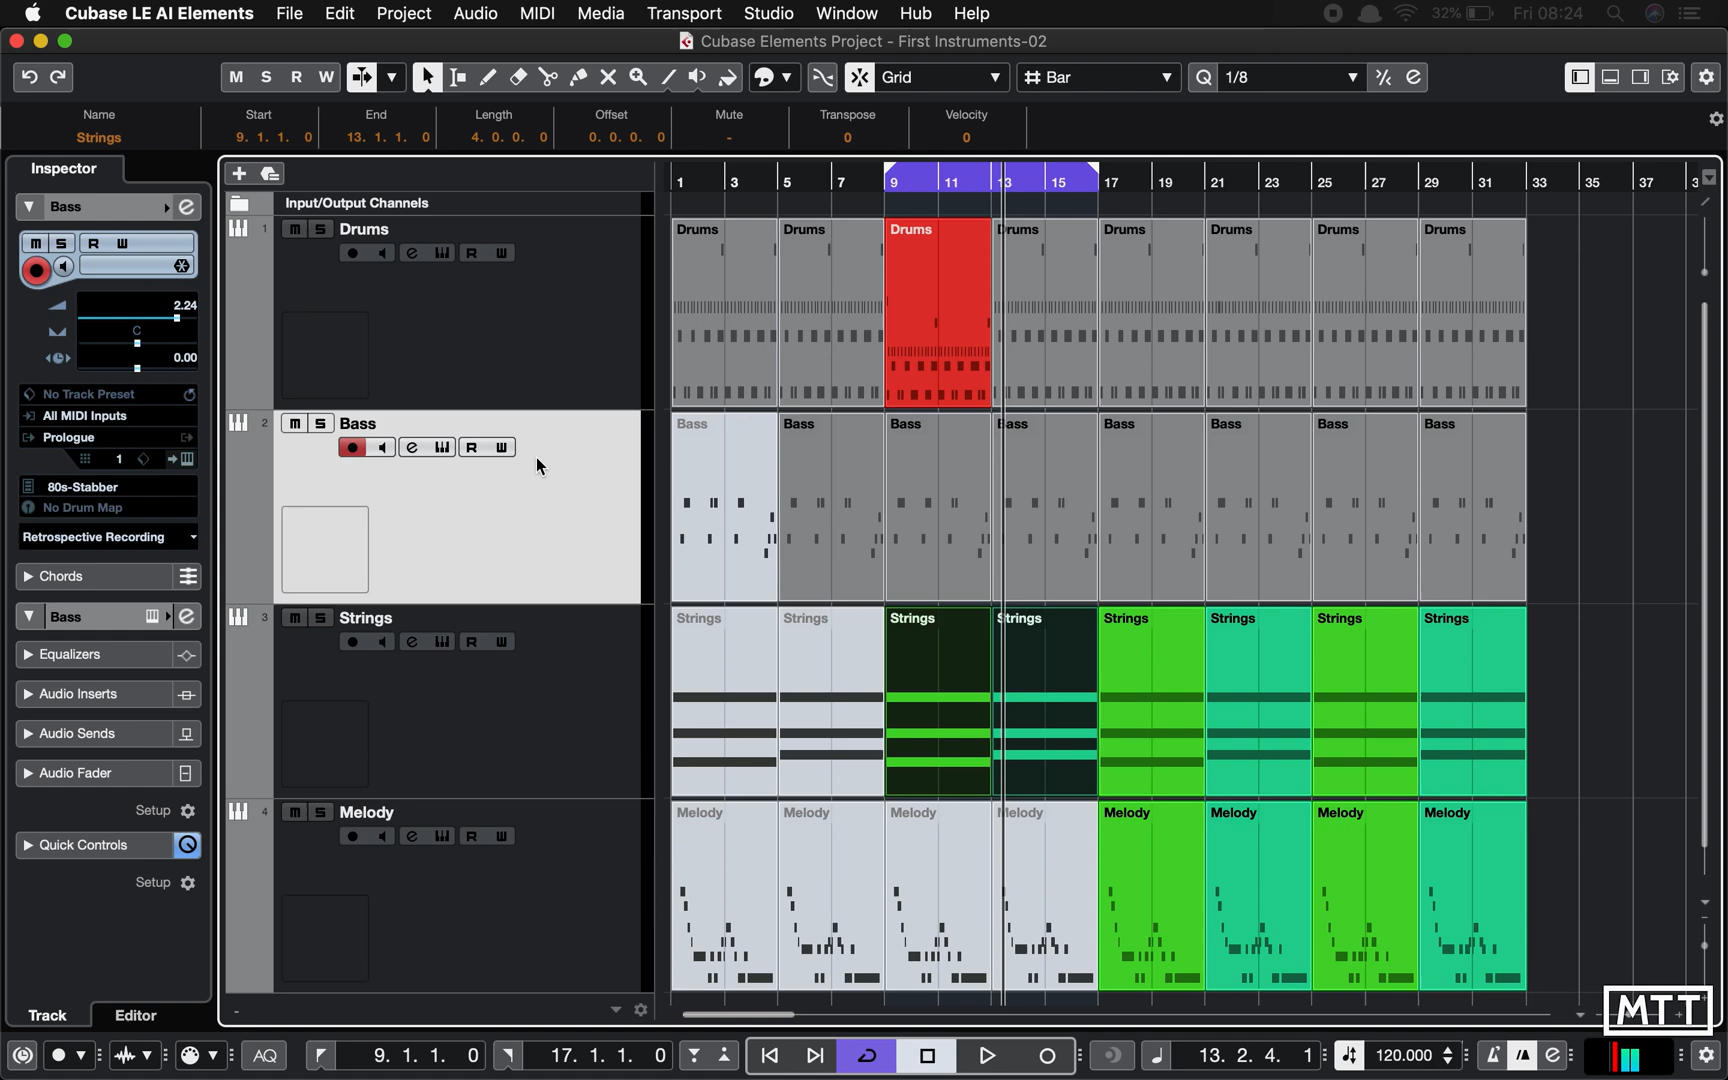 Cubase LE AI Elements File Edit Project Audio MIDI Media Transport Studio Window Hub Help 32% Fri 08:24
Cubase Elements Project - First Instruments-02
M S R W Grid Bar Q 1/8
Name Start End Length Offset Mute Transpose Velocity
Strings 9. 1. 1. 0 13. 1. 1. 0 4. 0. 0. 0 0. 0. 0. 0 - 0 0
Inspector
Bass
M S R W
2.24
C
0.00
No Track Preset
All MIDI Inputs
Prologue
1
80s-Stabber
No Drum Map
Retrospective Recording
Chords
Bass
Equalizers
Audio Inserts
Audio Sends
Audio Fader
Setup
Quick Controls
Setup
Track Editor
1 3 5 7 9 11 13 15 17 19 21 23 25 27 29 31 33 35 37 3
Input/Output Channels
1 m S Drums
e R W
Drums Drums Drums Drums Drums Drums Drums Drums
2 m S Bass
e R W
Bass Bass Bass Bass Bass Bass Bass Bass
3 m S Strings
e R W
Strings Strings Strings Strings Strings Strings Strings Strings
4 m S Melody
e R W
Melody Melody Melody Melody Melody Melody Melody Melody
-
MTT
AQ 9. 1. 1. 0 17. 1. 1. 0 13. 2. 4. 1 120.000